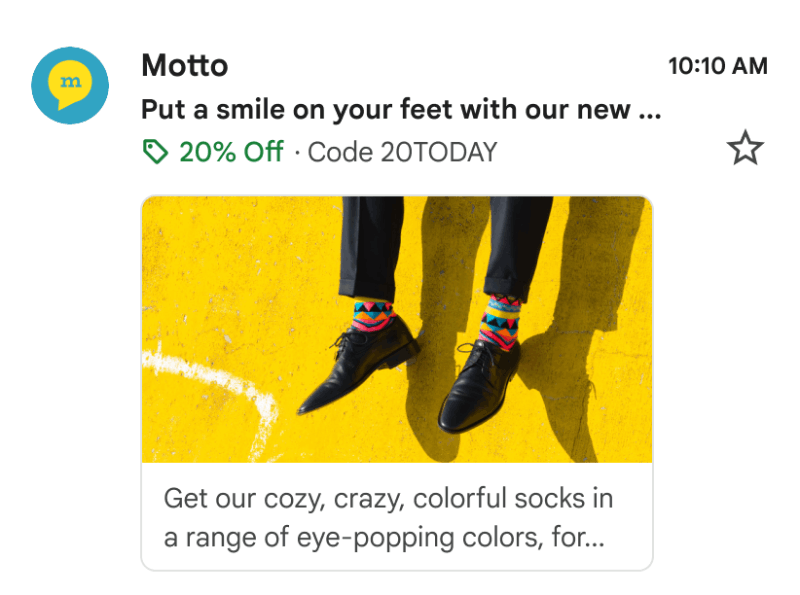 m
Motto
10:10 AM
Put a smile on your feet with our new ...
20% Off · Code 20TODAY
Get our cozy, crazy, colorful socks in
a range of eye-popping colors, for...